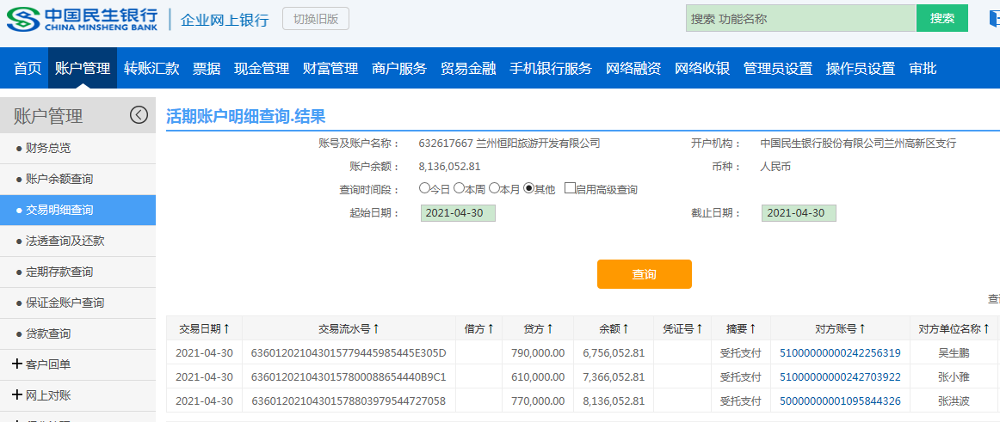 中国民生银行 企业网上银行 切换旧版 搜索 功能名称 搜索
CHINA MINSHENG BANK
首页 账户管理 转账汇款 票据 现金管理 财富管理 商户服务 贸易金融 手机银行服务 网络融资 网络收银 管理员设置 操作员设置 审批
账户管理
财务总览
账户余额查询
交易明细查询
法透查询及还款
定期存款查询
保证金账户查询
贷款查询
客户回单
网上对账
活期账户明细查询.结果
账号及账户名称： 632617667 兰州恒阳旅游开发有限公司 开户机构： 中国民生银行股份有限公司兰州高新区支行
账户余额： 8,136,052.81 币种： 人民币
查询时间段： 今日 本周 本月 其他 启用高级查询
起始日期： 2021-04-30 截止日期： 2021-04-30
查询
交易日期↑ 交易流水号↑ 借方↑ 贷方↑ 余额↑ 凭证号↑ 摘要↑ 对方账号↑ 对方单位名称↑
2021-04-30 636012021043015779445985445E305D 790,000.00 6,756,052.81 受托支付 51000000000242256319 吴生鹏
2021-04-30 6360120210430157800088654440B9C1 610,000.00 7,366,052.81 受托支付 51000000000242703922 张小雅
2021-04-30 63601202104301578803979544727058 770,000.00 8,136,052.81 受托支付 50000000001095844326 张洪波